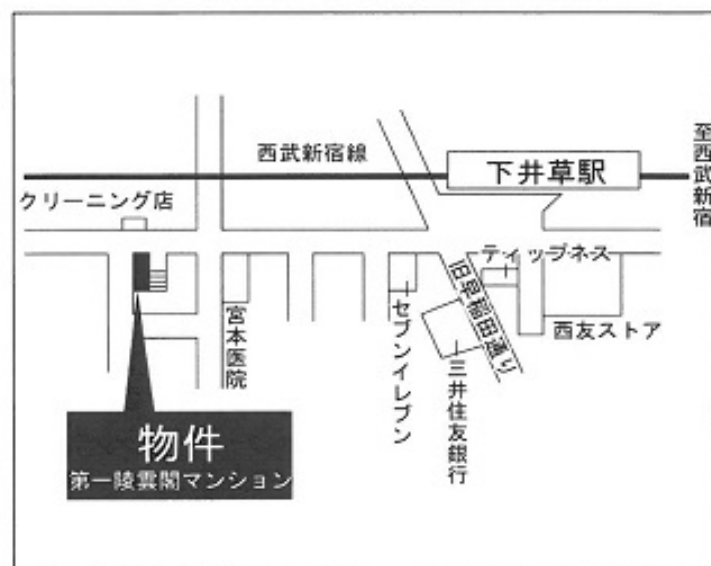 西武新宿線
下井草駅
至西武新宿
クリーニング店
ティップネス
旧早稲田通り
西友ストア
宮本医院
セブンイレブン
三井住友銀行
物件
第一陵雲閣マンション